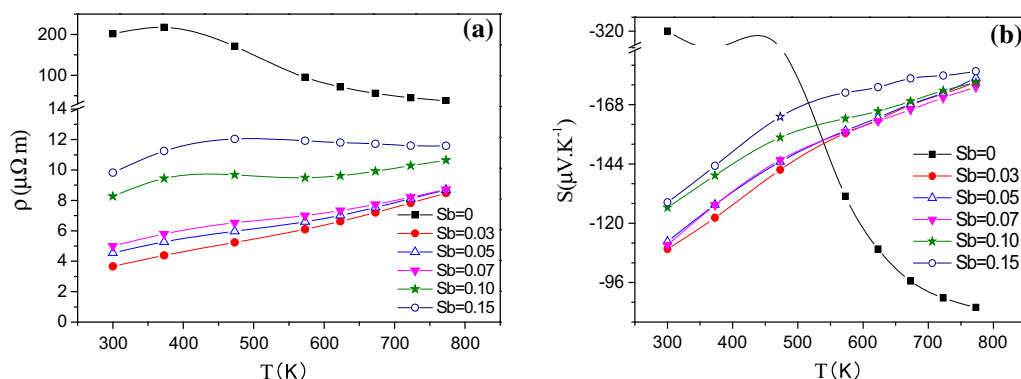 (a)
200
100
14
12
10
8
6
4
2
0
ρ(μΩ m)
Sb=0
Sb=0.03
Sb=0.05
Sb=0.07
Sb=0.10
Sb=0.15
300 400 500 600 700 800
T(K)
(b)
-320
-168
-144
-120
-96
S(μV.K⁻¹)
Sb=0
Sb=0.03
Sb=0.05
Sb=0.07
Sb=0.10
Sb=0.15
300 400 500 600 700 800
T(K)